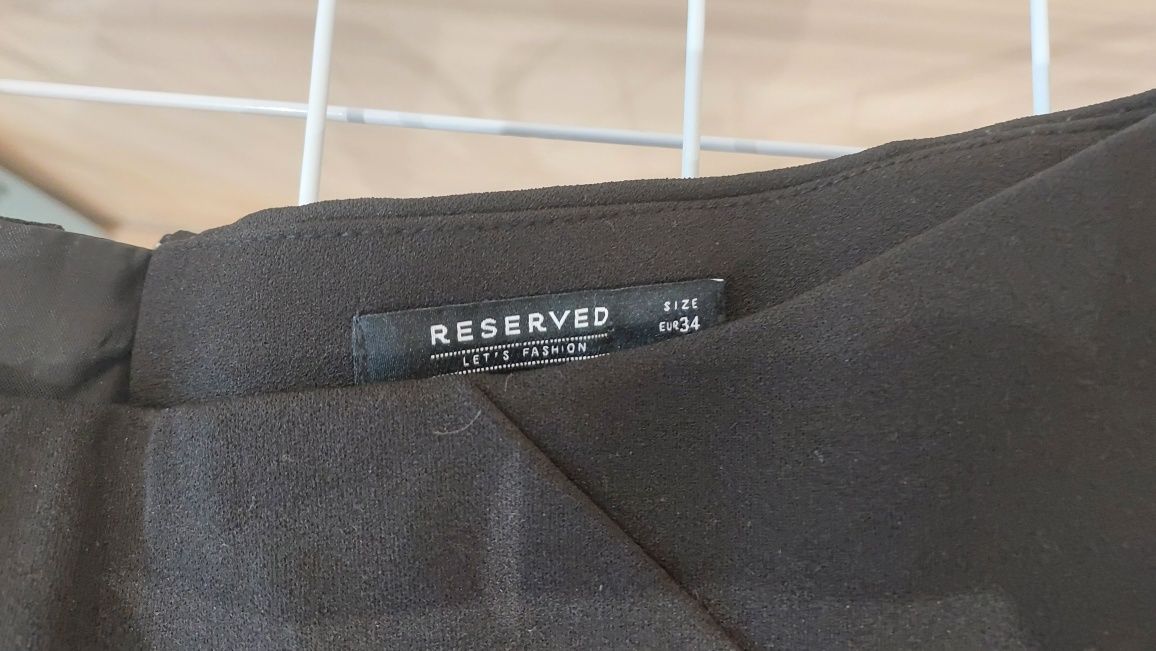 RESERVED
LET'S FASHION
SIZE
EUR34